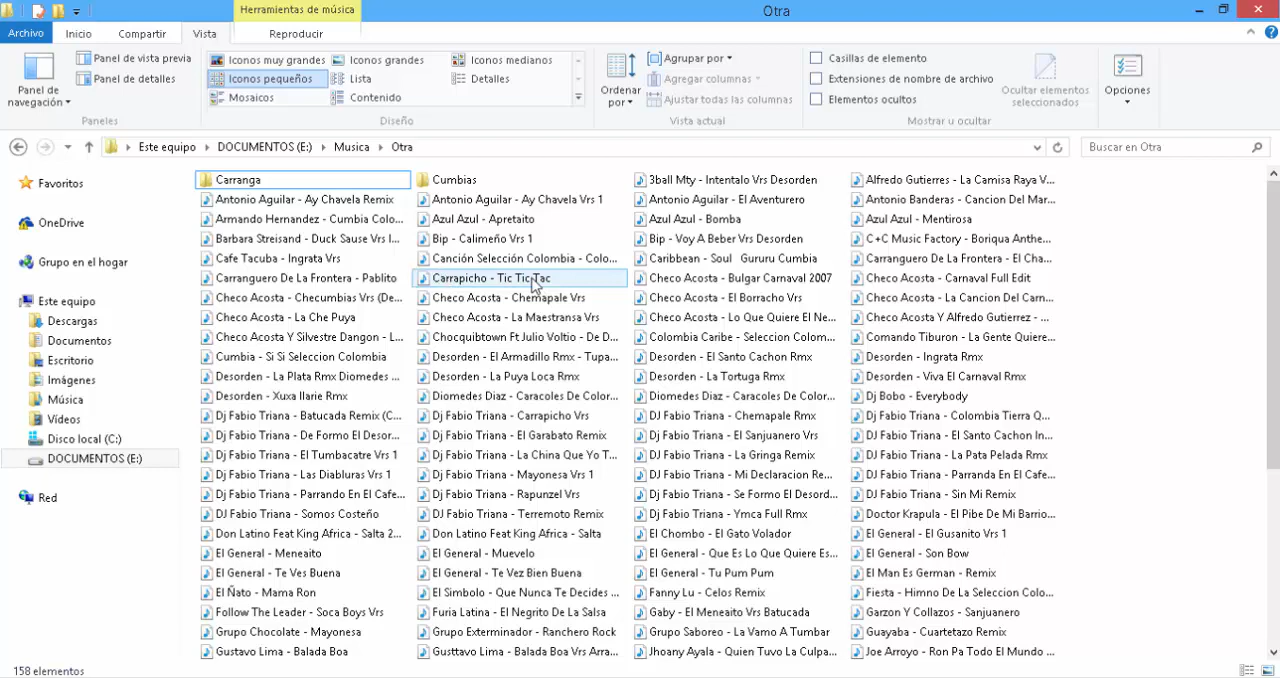 Herramientas de música
Otra
Archivo Inicio Compartir Vista Reproducir
Panel de navegación
Panel de vista previa
Panel de detalles
Paneles
Iconos muy grandes Iconos grandes Iconos medianos
Iconos pequeños Lista Detalles
Mosaicos Contenido
Diseño
Ordenar por
Agrupar por
Agregar columnas
Ajustar todas las columnas
Vista actual
Casillas de elemento
Extensiones de nombre de archivo
Elementos ocultos
Ocultar elementos seleccionados
Mostrar u ocultar
Opciones
Este equipo DOCUMENTOS (E:) Musica Otra
Buscar en Otra
Favoritos
OneDrive
Grupo en el hogar
Este equipo
Descargas
Documentos
Escritorio
Imágenes
Música
Vídeos
Disco local (C:)
DOCUMENTOS (E:)
Red
Carranga Cumbias 3ball Mty - Intentalo Vrs Desorden Alfredo Gutierres - La Camisa Raya V...
Antonio Aguilar - Ay Chavela Remix Antonio Aguilar - Ay Chavela Vrs 1 Antonio Aguilar - El Aventurero Antonio Banderas - Cancion Del Mar...
Armando Hernandez - Cumbia Colo... Azul Azul - Apretaito Azul Azul - Bomba Azul Azul - Mentirosa
Barbara Streisand - Duck Sause Vrs I... Bip - Calimeño Vrs 1 Bip - Voy A Beber Vrs Desorden C+C Music Factory - Boriqua Anthe...
Cafe Tacuba - Ingrata Vrs Canción Selección Colombia - Colo... Caribbean - Soul Gururu Cumbia Carranguero De La Frontera - El Cha...
Carranguero De La Frontera - Pablito Carrapicho - Tic Tic Tac Checo Acosta - Bulgar Carnaval 2007 Checo Acosta - Carnaval Full Edit
Checo Acosta - Checumbias Vrs (De... Checo Acosta - Chemapale Vrs Checo Acosta - El Borracho Vrs Checo Acosta - La Cancion Del Carn...
Checo Acosta - La Che Puya Checo Acosta - La Maestransa Vrs Checo Acosta - Lo Que Quiere El Ne... Checo Acosta Y Alfredo Gutierrez - ...
Checo Acosta Y Silvestre Dangon - L... Chocquibtown Ft Julio Voltio - De D... Colombia Caribe - Seleccion Colom... Comando Tiburon - La Gente Quiere...
Cumbia - Si Si Seleccion Colombia Desorden - El Armadillo Rmx - Tupa... Desorden - El Santo Cachon Rmx Desorden - Ingrata Rmx
Desorden - La Plata Rmx Diomedes ... Desorden - La Puya Loca Rmx Desorden - La Tortuga Rmx Desorden - Viva El Carnaval Rmx
Desorden - Xuxa Ilarie Rmx Diomedes Diaz - Caracoles De Color... Diomedes Diaz - Caracoles De Color... Dj Bobo - Everybody
Dj Fabio Triana - Batucada Remix (C... Dj Fabio Triana - Carrapicho Vrs DJ Fabio Triana - Chemapale Rmx Dj Fabio Triana - Colombia Tierra Q...
Dj Fabio Triana - De Formo El Desor... Dj Fabio Triana - El Garabato Remix DJ Fabio Triana - El Sanjuanero Vrs DJ Fabio Triana - El Santo Cachon In...
Dj Fabio Triana - El Tumbacatre Vrs 1 Dj Fabio Triana - La China Que Yo T... DJ Fabio Triana - La Gringa Remix DJ Fabio Triana - La Pata Pelada Rmx
Dj Fabio Triana - Las Diabluras Vrs 1 Dj Fabio Triana - Mayonesa Vrs 1 DJ Fabio Triana - Mi Declaracion Re... DJ Fabio Triana - Parranda En El Cafe...
Dj Fabio Triana - Parrando En El Cafe... Dj Fabio Triana - Rapunzel Vrs Dj Fabio Triana - Se Formo El Desord... Dj Fabio Triana - Sin Mi Remix
Dj Fabio Triana - Somos Costeño Dj Fabio Triana - Terremoto Remix Dj Fabio Triana - Ymca Full Rmx Doctor Krapula - El Pibe De Mi Barrio...
Don Latino Feat King Africa - Salta 2... Don Latino Feat King Africa - Salta El Chombo - El Gato Volador El General - El Gusanito Vrs 1
El General - Meneaito El General - Muevelo El General - Que Es Lo Que Quiere Es... El General - Son Bow
El General - Te Ves Buena El General - Te Vez Bien Buena El General - Tu Pum Pum El Man Es German - Remix
El Ñato - Mama Ron El Simbolo - Que Nunca Te Decides ... Fanny Lu - Celos Remix Fiesta - Himno De La Seleccion Colo...
Follow The Leader - Soca Boys Vrs Furia Latina - El Negrito De La Salsa Gaby - El Meneaito Vrs Batucada Garzon Y Collazos - Sanjuanero
Grupo Chocolate - Mayonesa Grupo Exterminador - Ranchero Rock Grupo Saboreo - La Vamo A Tumbar Guayaba - Cuartetazo Remix
Gustavo Lima - Balada Boa Gusttavo Lima - Balada Boa Vrs Arra... Jhoany Ayala - Quien Tuvo La Culpa... Joe Arroyo - Ron Pa Todo El Mundo ...
158 elementos